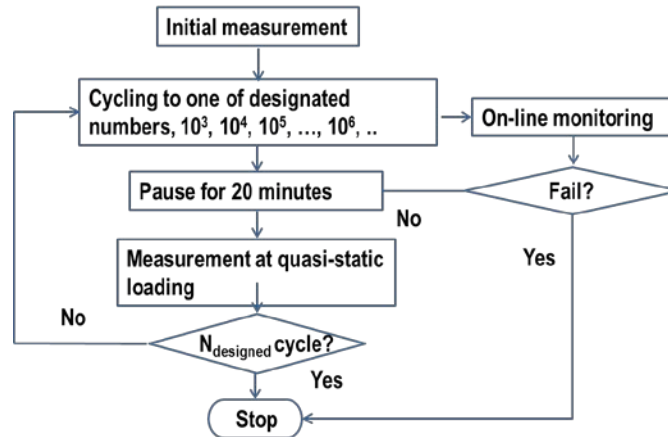 Initial measurement
Cycling to one of designated
numbers, 10³, 10⁴, 10⁵, ..., 10⁶, ..
On-line monitoring
Pause for 20 minutes
Fail?
No
Yes
Measurement at quasi-static
loading
No
N_designed cycle?
Yes
Stop